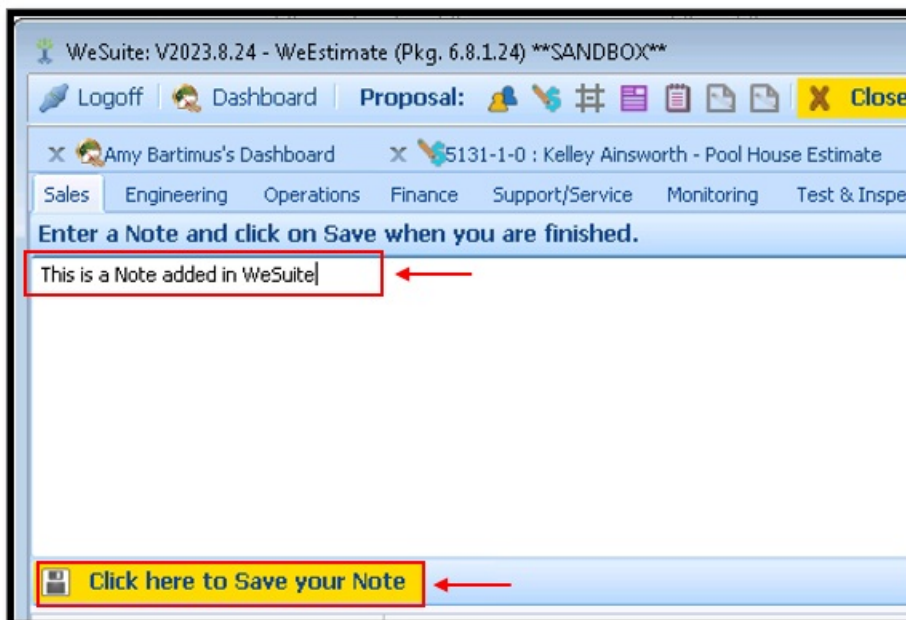 WeSuite: V2023.8.24 - WeEstimate (Pkg. 6.8.1.24) **SANDBOX**
Logoff Dashboard Proposal: Close
Amy Bartimus's Dashboard 5131-1-0 : Kelley Ainsworth - Pool House Estimate
Sales Engineering Operations Finance Support/Service Monitoring Test & Inspe
Enter a Note and click on Save when you are finished.
This is a Note added in WeSuite
Click here to Save your Note